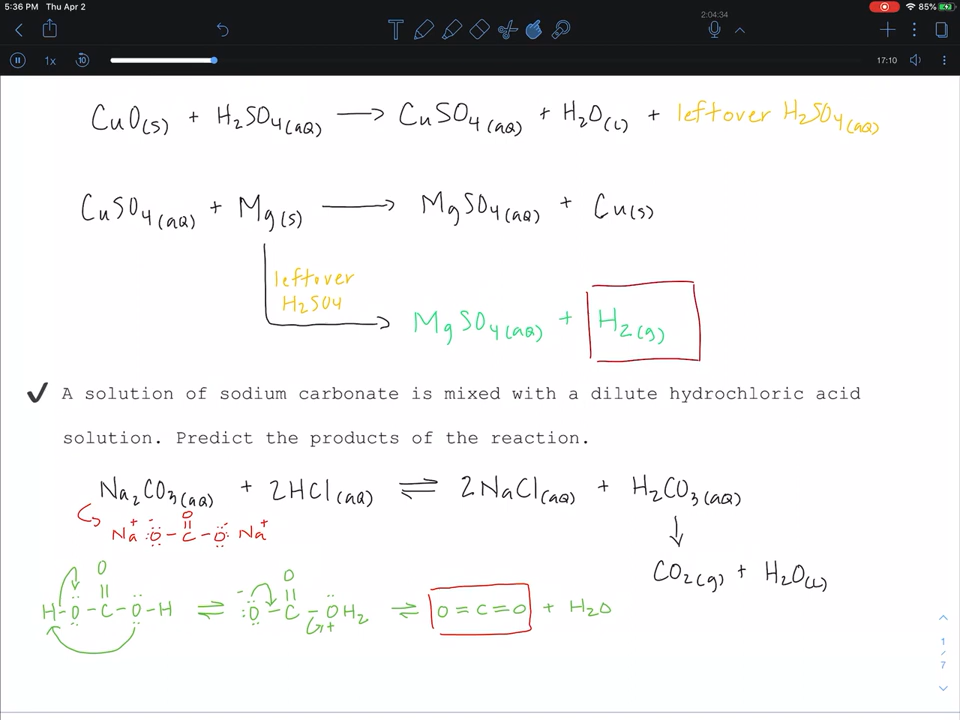 5:36 PM Thu Apr 2
2:04:34
85%
1x
10
17:10
CuO(s) + H2SO4(aq) → CuSO4(aq) + H2O(l) + leftover H2SO4(aq)
CuSO4(aq) + Mg(s) → MgSO4(aq) + Cu(s)
leftover
H2SO4
MgSO4(aq) + H2(g)
✔ A solution of sodium carbonate is mixed with a dilute hydrochloric acid
solution. Predict the products of the reaction.
Na2CO3(aq) + 2HCl(aq) ⇌ 2NaCl(aq) + H2CO3(aq)
O
Na+ -O-C-O- Na+
CO2(g) + H2O(l)
O O
H-O-C-O-H ⇌ -O-C-OH2+ ⇌ O=C=O + H2O
1
/
7